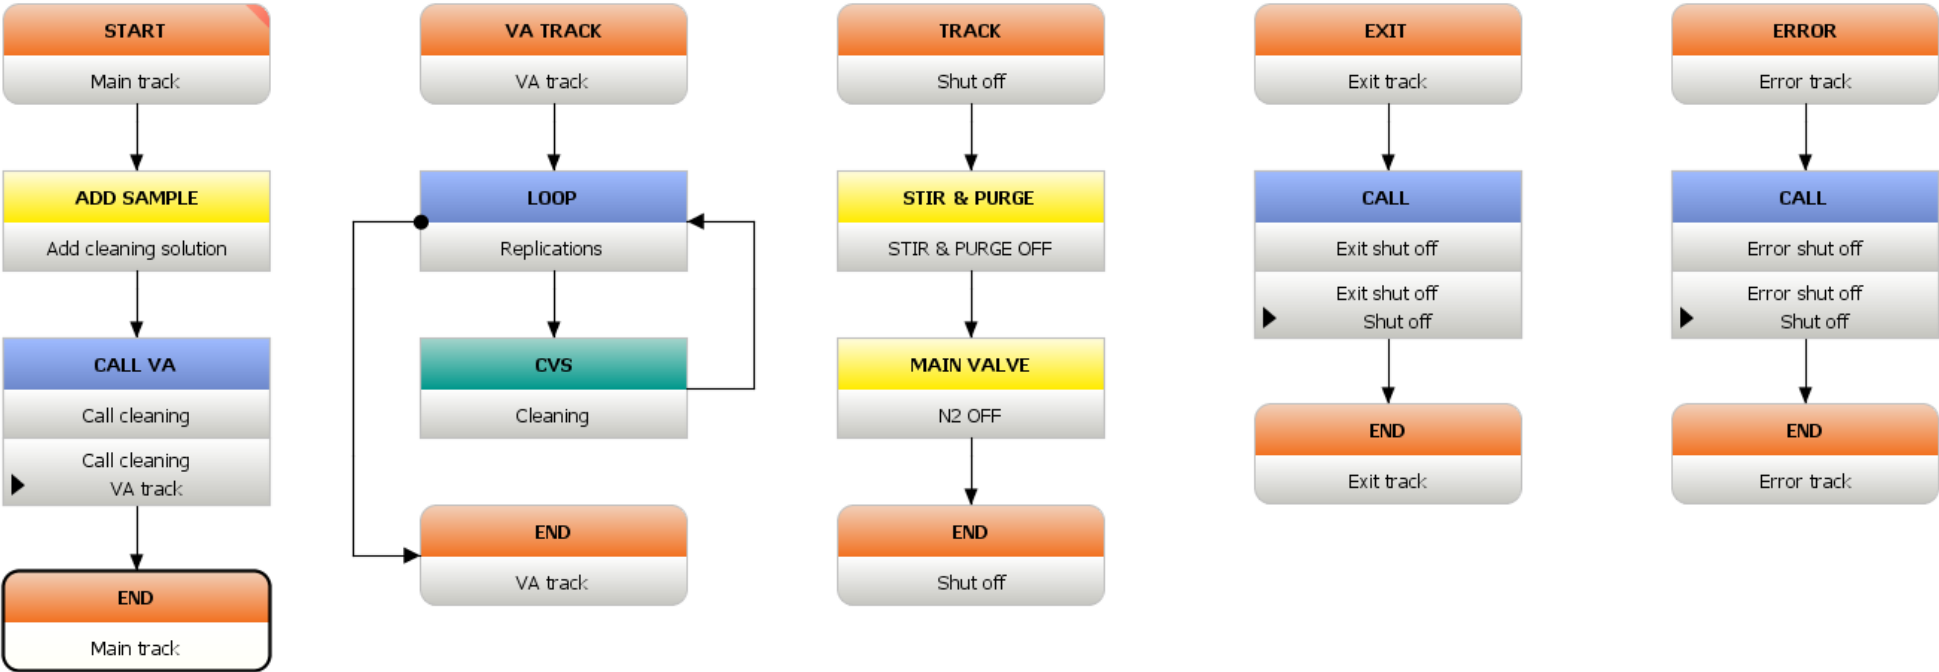 START
Main track
ADD SAMPLE
Add cleaning solution
CALL VA
Call cleaning
Call cleaning
VA track
END
Main track
VA TRACK
VA track
LOOP
Replications
CVS
Cleaning
END
VA track
TRACK
Shut off
STIR & PURGE
STIR & PURGE OFF
MAIN VALVE
N2 OFF
END
Shut off
EXIT
Exit track
CALL
Exit shut off
Exit shut off
Shut off
END
Exit track
ERROR
Error track
CALL
Error shut off
Error shut off
Shut off
END
Error track